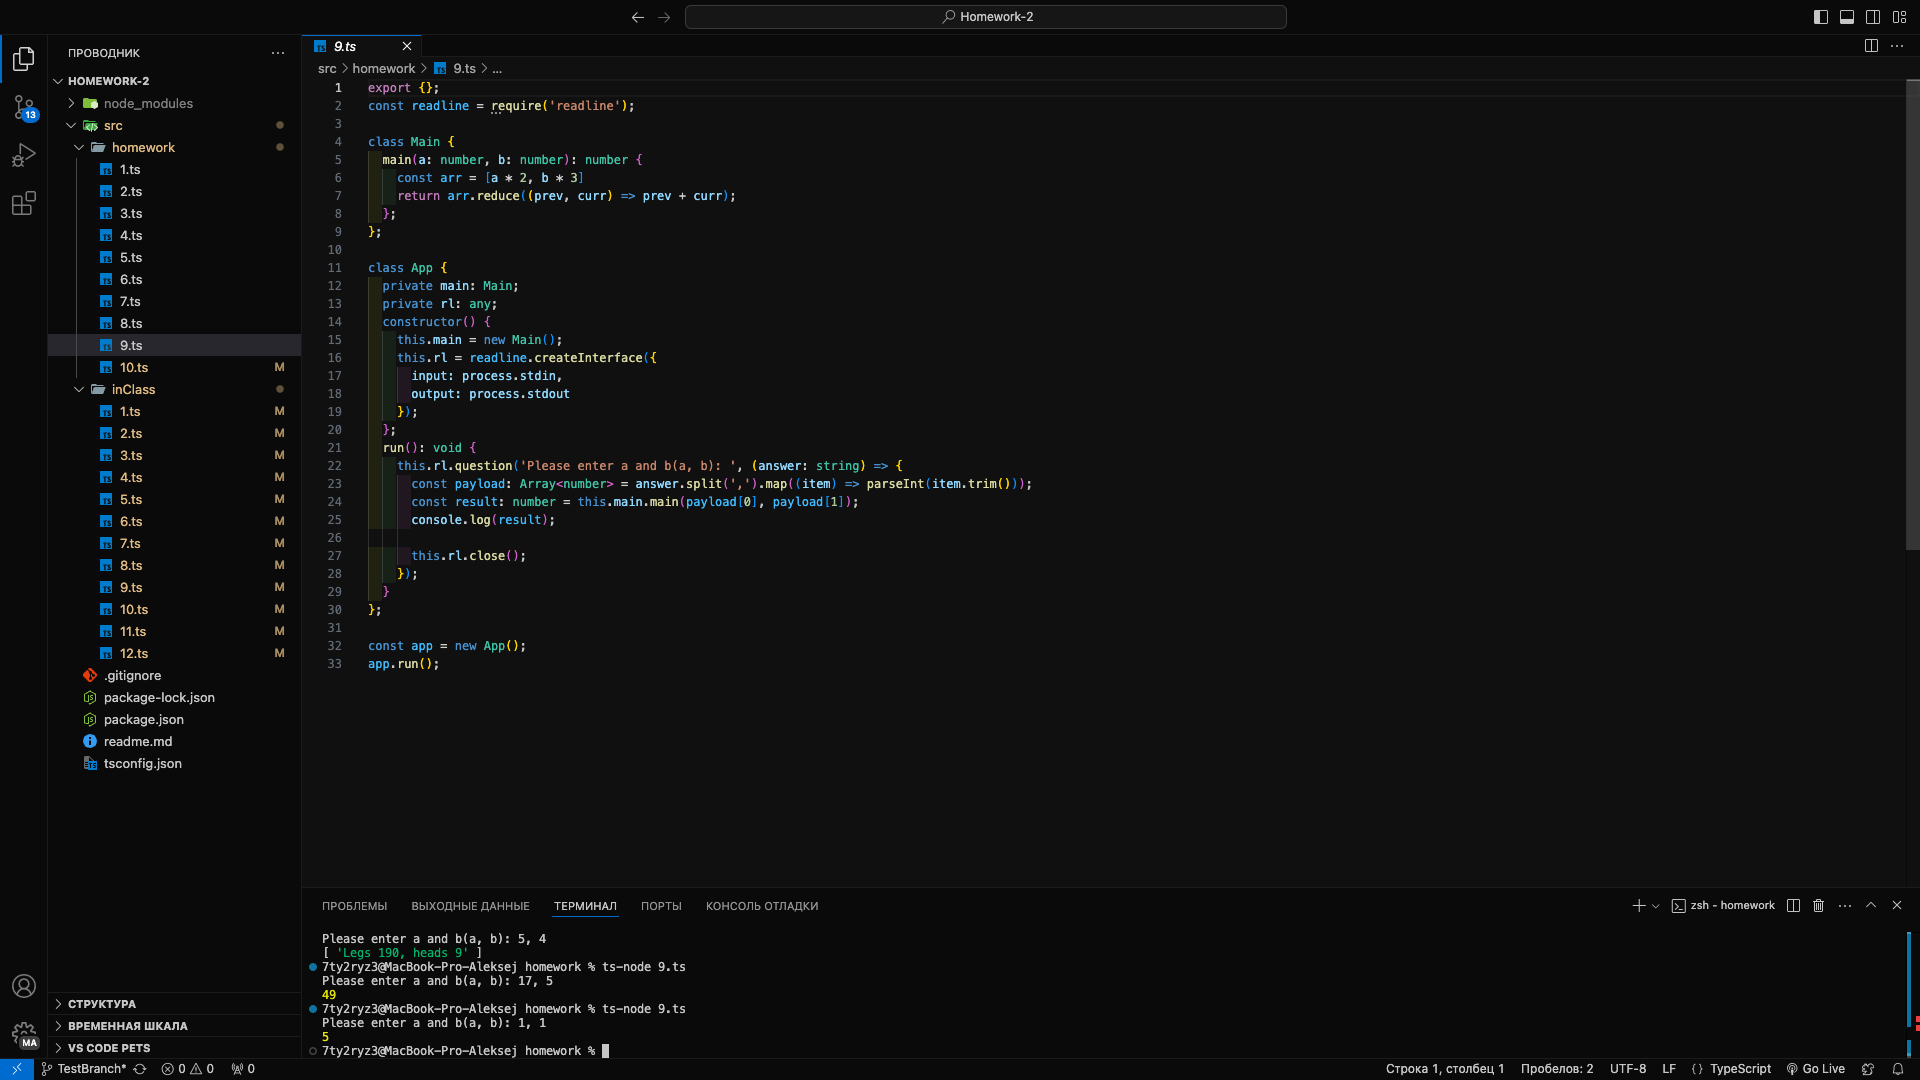 Homework-2
ПРОВОДНИК
HOMEWORK-2
node_modules
src
homework
1.ts
2.ts
3.ts
4.ts
5.ts
6.ts
7.ts
8.ts
9.ts
10.ts M
inClass
1.ts M
2.ts M
3.ts M
4.ts M
5.ts M
6.ts M
7.ts M
8.ts M
9.ts M
10.ts M
11.ts M
12.ts M
.gitignore
package-lock.json
package.json
readme.md
tsconfig.json
СТРУКТУРА
ВРЕМЕННАЯ ШКАЛА
VS CODE PETS
13
MA
9.ts
src > homework > 9.ts > ...
1 export {};
2 const readline = require('readline');
3
4 class Main {
5 main(a: number, b: number): number {
6 const arr = [a * 2, b * 3]
7 return arr.reduce((prev, curr) => prev + curr);
8 };
9 };
10
11 class App {
12 private main: Main;
13 private rl: any;
14 constructor() {
15 this.main = new Main();
16 this.rl = readline.createInterface({
17 input: process.stdin,
18 output: process.stdout
19 });
20 };
21 run(): void {
22 this.rl.question('Please enter a and b(a, b): ', (answer: string) => {
23 const payload: Array<number> = answer.split(',').map((item) => parseInt(item.trim()));
24 const result: number = this.main.main(payload[0], payload[1]);
25 console.log(result);
26
27 this.rl.close();
28 });
29 }
30 };
31
32 const app = new App();
33 app.run();
ПРОБЛЕМЫ ВЫХОДНЫЕ ДАННЫЕ ТЕРМИНАЛ ПОРТЫ КОНСОЛЬ ОТЛАДКИ
zsh - homework
Please enter a and b(a, b): 5, 4
[ 'Legs 190, heads 9' ]
7ty2ryz3@MacBook-Pro-Aleksej homework % ts-node 9.ts
Please enter a and b(a, b): 17, 5
49
7ty2ryz3@MacBook-Pro-Aleksej homework % ts-node 9.ts
Please enter a and b(a, b): 1, 1
5
7ty2ryz3@MacBook-Pro-Aleksej homework %
TestBranch* 0 0 0 Строка 1, столбец 1 Пробелов: 2 UTF-8 LF {} TypeScript Go Live